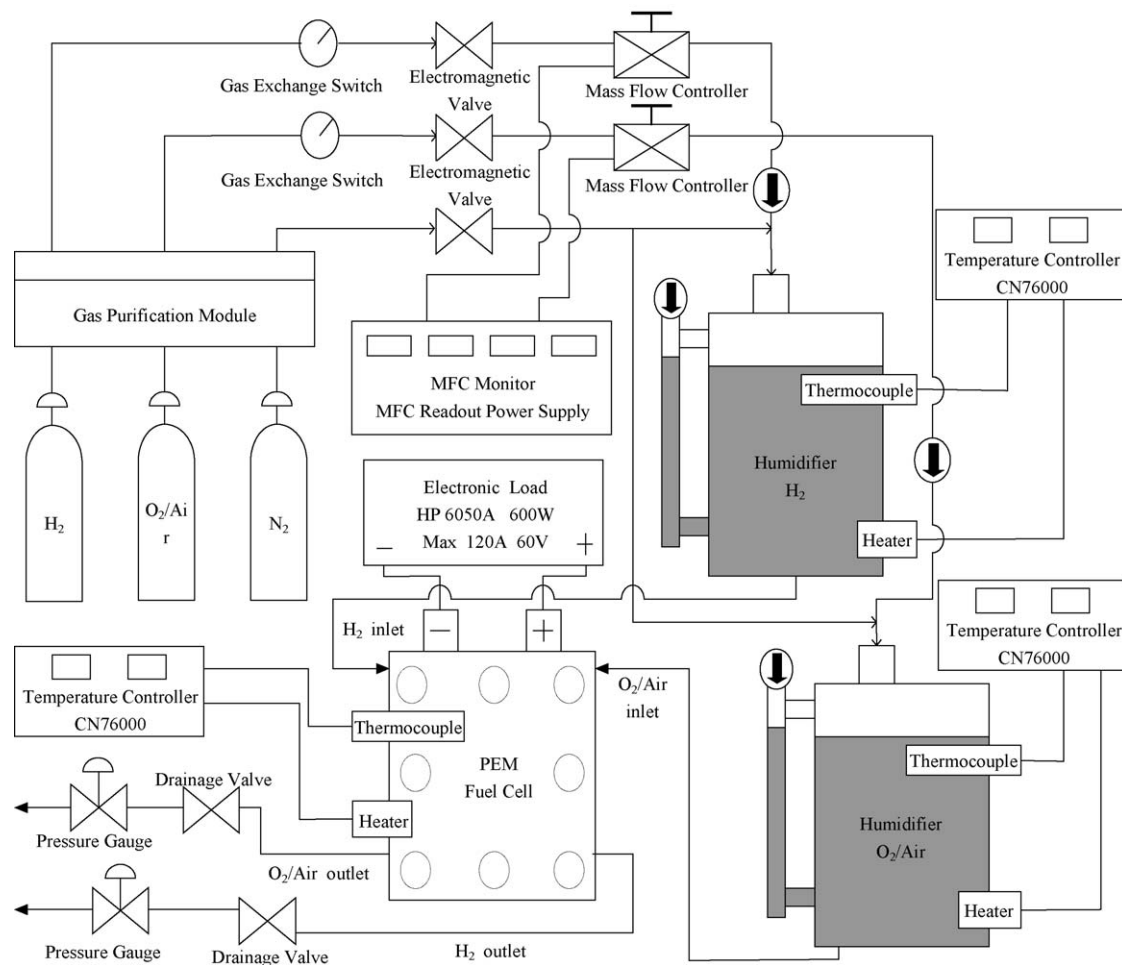 Gas Exchange Switch
Electromagnetic
Valve
Mass Flow Controller
Gas Exchange Switch
Electromagnetic
Valve
Mass Flow Controller
Temperature Controller
CN76000
Gas Purification Module
MFC Monitor
MFC Readout Power Supply
Thermocouple
Humidifier
H₂
Heater
H₂
O₂/Ai
r
N₂
Electronic Load
HP 6050A 600W
Max 120A 60V
− +
H₂ inlet
− +
Temperature Controller
CN76000
Temperature Controller
CN76000
O₂/Air
inlet
Thermocouple
PEM
Fuel Cell
Heater
Thermocouple
Humidifier
O₂/Air
Heater
Drainage Valve
Pressure Gauge
O₂/Air outlet
Pressure Gauge
Drainage Valve
H₂ outlet